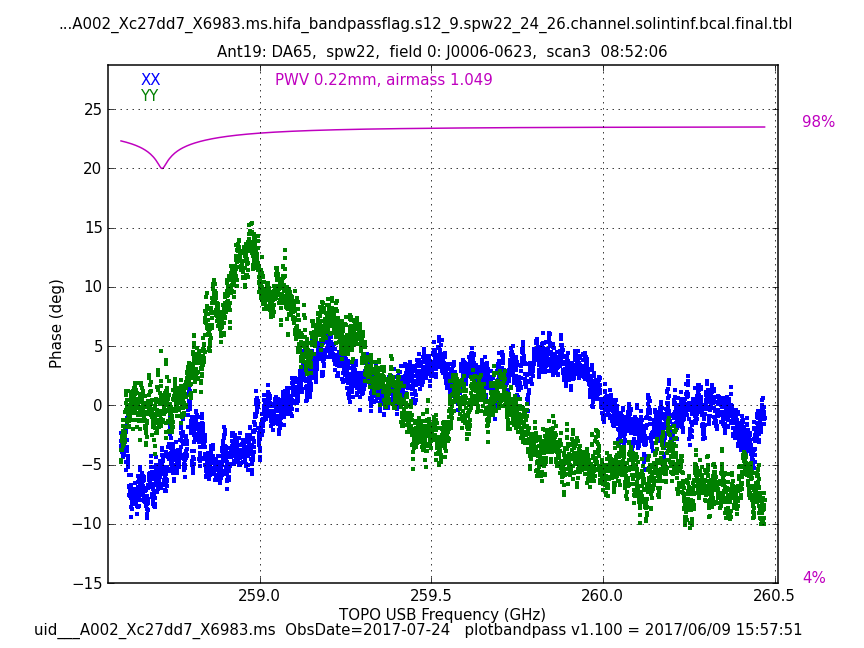 ...A002_Xc27dd7_X6983.ms.hifa_bandpassflag.s12_9.spw22_24_26.channel.solintinf.bcal.final.tbl
Ant19: DA65,  spw22,  field 0: J0006-0623,  scan3  08:52:06
XX
PWV 0.22mm, airmass 1.049
YY
98%
25
20
15
10
5
0
−5
−10
−15
Phase (deg)
4%
259.0
259.5
260.0
260.5
TOPO USB Frequency (GHz)
uid___A002_Xc27dd7_X6983.ms  ObsDate=2017-07-24   plotbandpass v1.100 = 2017/06/09 15:57:51